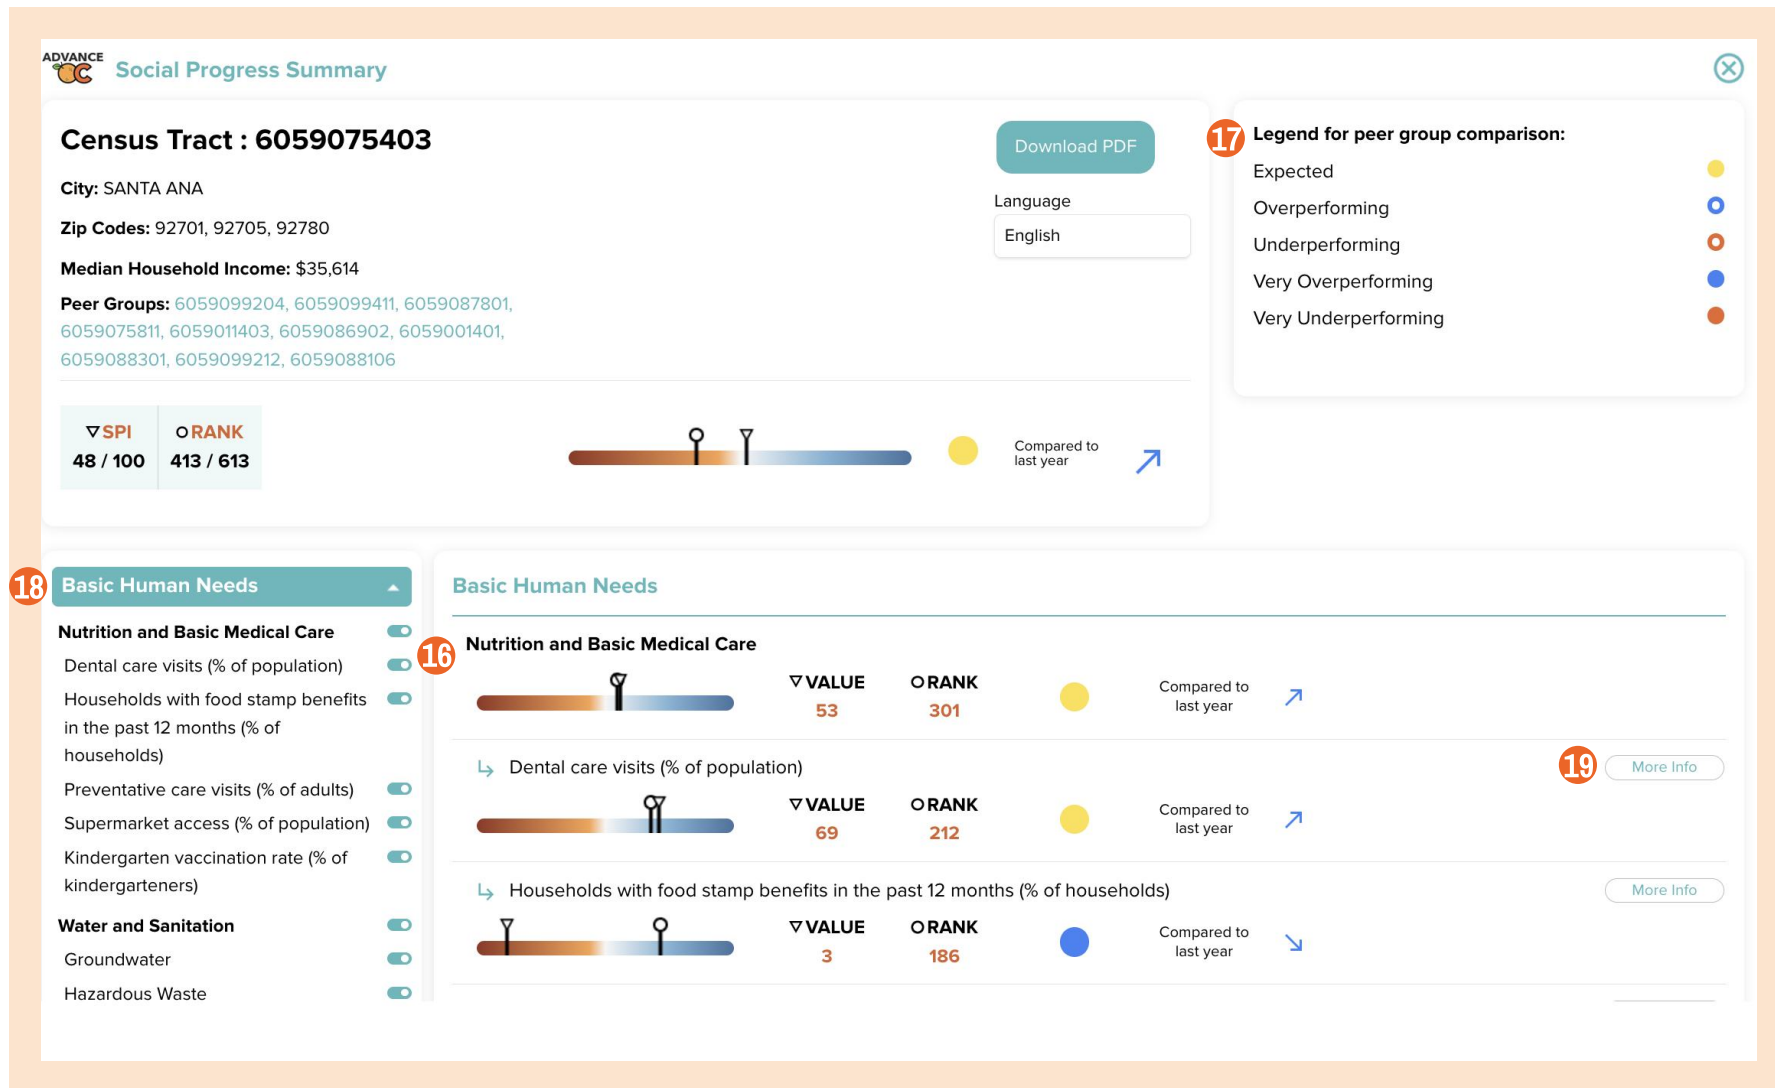 ADVANCE
OC
Social Progress Summary
Census Tract : 6059075403
City: SANTA ANA
Zip Codes: 92701, 92705, 92780
Median Household Income: $35,614
Peer Groups: 6059099204, 6059099411, 6059087801,
6059075811, 6059011403, 6059086902, 6059001401,
6059088301, 6059099212, 6059088106
Download PDF
Language
English
SPI
48 / 100
RANK
413 / 613
Compared to
last year
17
Legend for peer group comparison:
Expected
Overperforming
Underperforming
Very Overperforming
Very Underperforming
18
Basic Human Needs
Nutrition and Basic Medical Care
Dental care visits (% of population)
Households with food stamp benefits
in the past 12 months (% of
households)
Preventative care visits (% of adults)
Supermarket access (% of population)
Kindergarten vaccination rate (% of
kindergarteners)
Water and Sanitation
Groundwater
Hazardous Waste
Basic Human Needs
16
Nutrition and Basic Medical Care
VALUE
53
RANK
301
Compared to
last year
Dental care visits (% of population)
19
More Info
VALUE
69
RANK
212
Compared to
last year
Households with food stamp benefits in the past 12 months (% of households)
More Info
VALUE
3
RANK
186
Compared to
last year